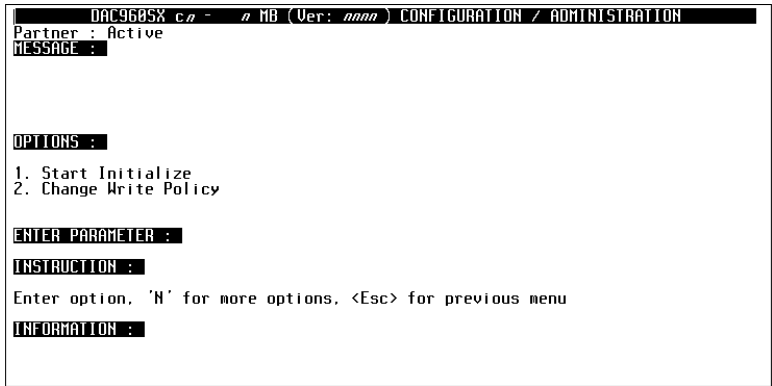 DAC960SX cn - n MB (Ver: nnnn) CONFIGURATION / ADMINISTRATION
Partner : Active
MESSAGE :
OPTIONS :
1. Start Initialize
2. Change Write Policy
ENTER PARAMETER :
INSTRUCTION :
Enter option, 'N' for more options, <Esc> for previous menu
INFORMATION :